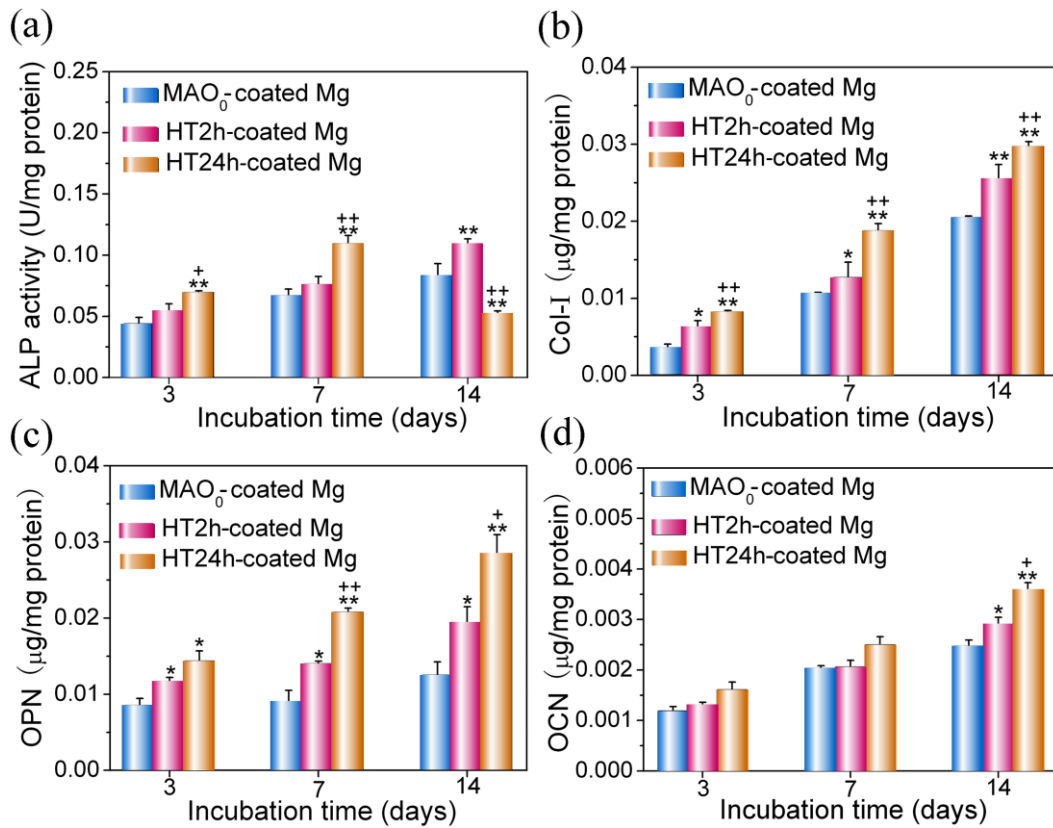 (a)
ALP activity (U/mg protein)
0.25
0.20
0.15
0.10
0.05
0.00
MAO₀-coated Mg
HT2h-coated Mg
HT24h-coated Mg
+
**
++
**
**
++
**
3 7 14
Incubation time (days)
(b)
Col-I (μg/mg protein)
0.04
0.03
0.02
0.01
0.00
MAO₀-coated Mg
HT2h-coated Mg
HT24h-coated Mg
*
++
**
*
++
**
**
++
**
3 7 14
Incubation time (days)
(c)
OPN (μg/mg protein)
0.04
0.03
0.02
0.01
0.00
MAO₀-coated Mg
HT2h-coated Mg
HT24h-coated Mg
*
*
*
++
**
*
+
**
3 7 14
Incubation time (days)
(d)
OCN (μg/mg protein)
0.006
0.005
0.004
0.003
0.002
0.001
0.000
MAO₀-coated Mg
HT2h-coated Mg
HT24h-coated Mg
*
+
**
3 7 14
Incubation time (days)